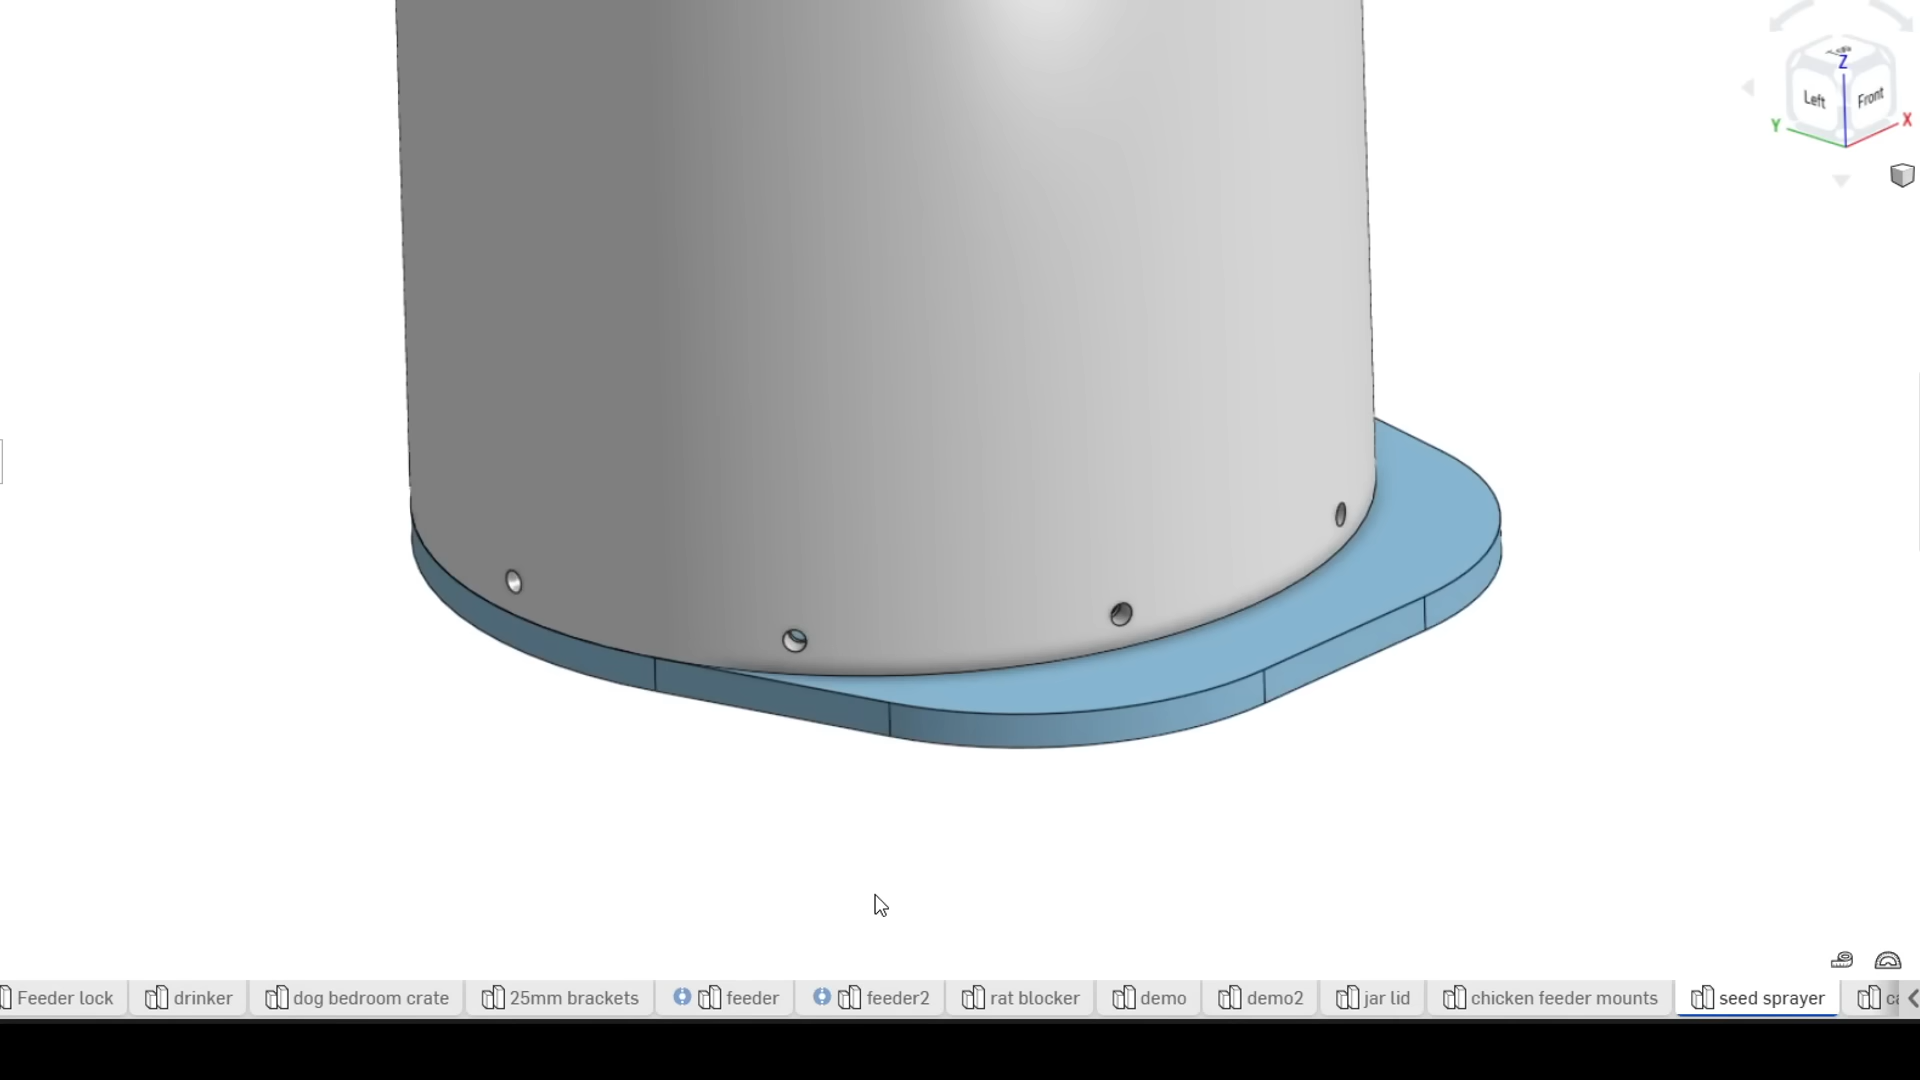 Top
Z
Left
Front
Y
X
Feeder lock
drinker
dog bedroom crate
25mm brackets
feeder
feeder2
rat blocker
demo
demo2
jar lid
chicken feeder mounts
seed sprayer